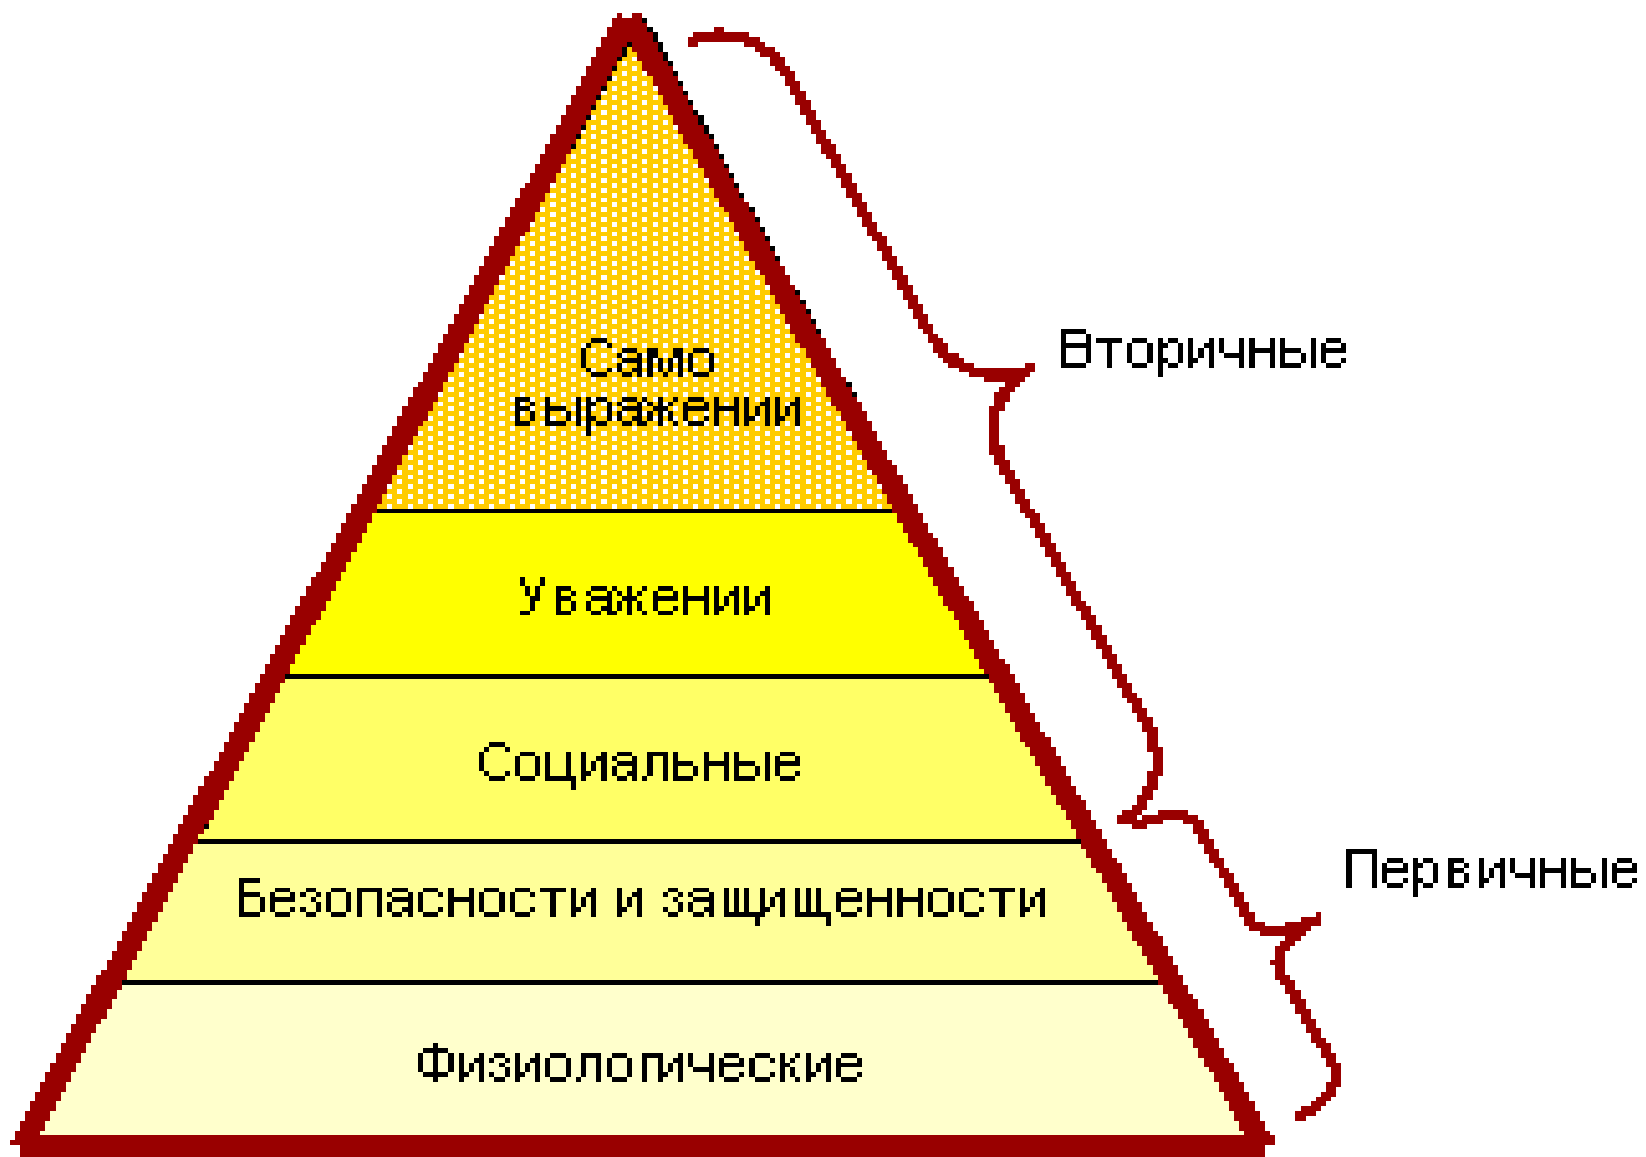 Само
выражении
Вторичные
Уважении
Социальные
Первичные
Безопасности и защищенности
Физиологические